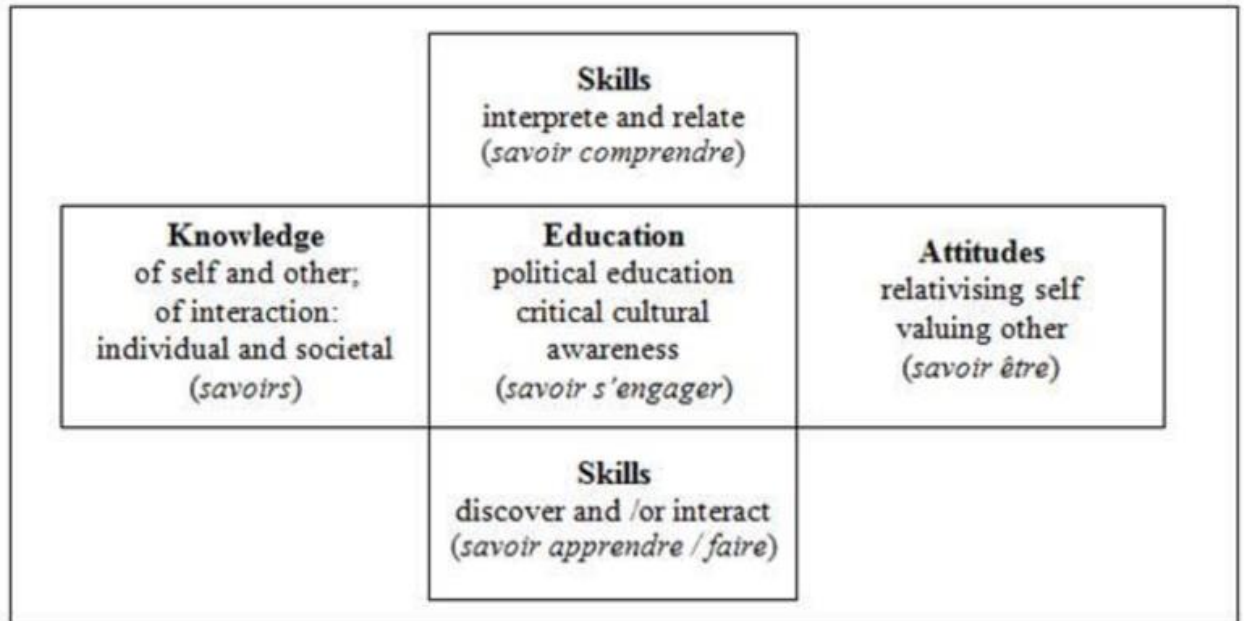 Skills
interprete and relate
(savoir comprendre)
Knowledge
of self and other;
of interaction:
individual and societal
(savoirs)
Education
political education
critical cultural
awareness
(savoir s'engager)
Attitudes
relativising self
valuing other
(savoir être)
Skills
discover and /or interact
(savoir apprendre / faire)